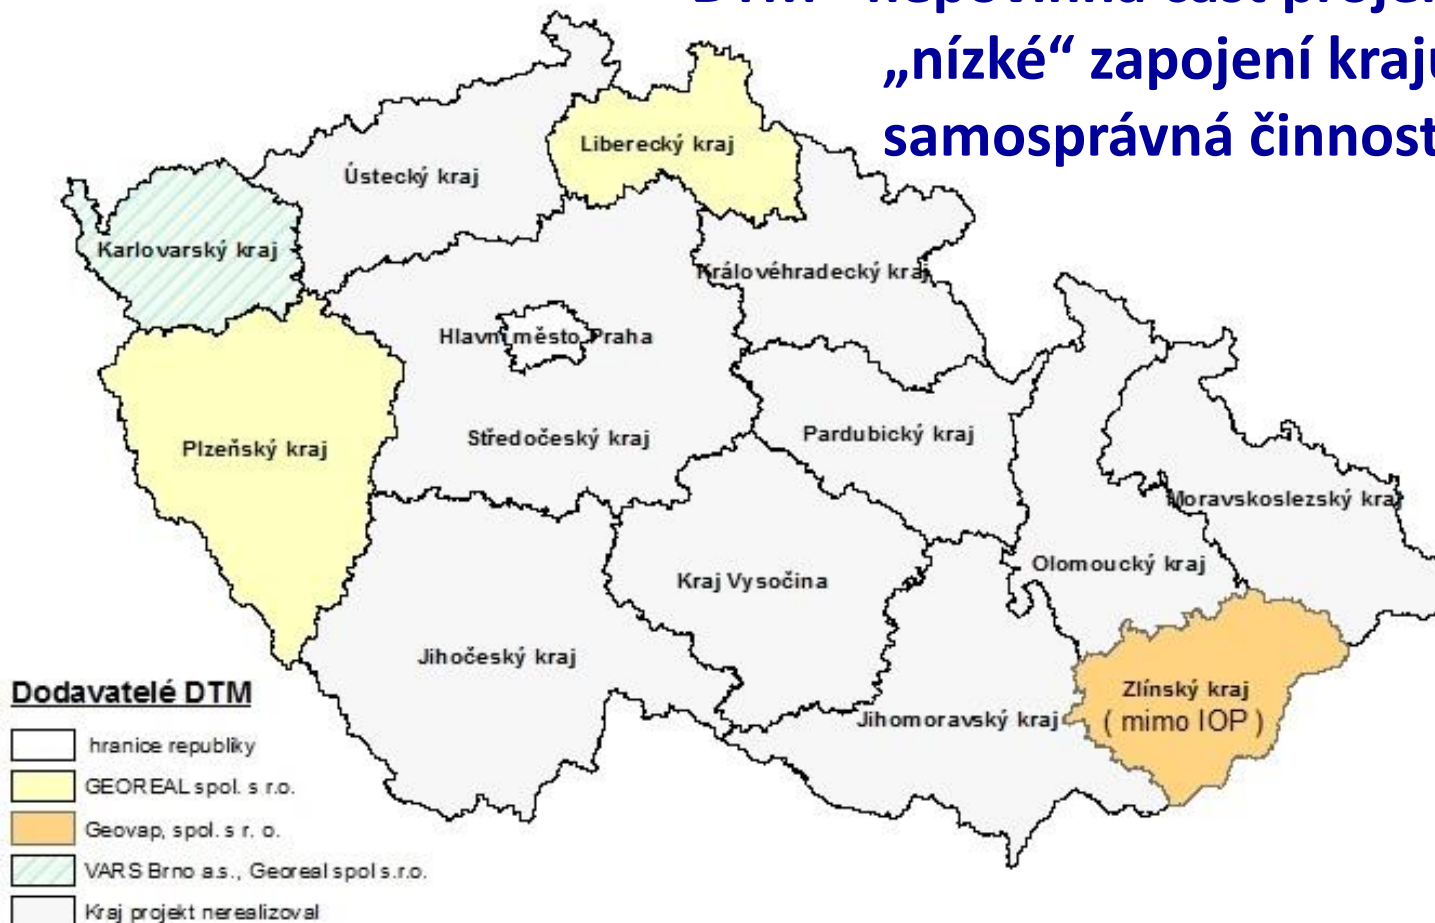 „nízké“ zapojení krajů
samosprávná činnost
Liberecký kraj
Ústecký kraj
Karlovarský kraj
Královéhradecký kraj
Hlavní město Praha
Plzeňský kraj
Středočeský kraj
Pardubický kraj
Moravskoslezský kraj
Olomoucký kraj
Kraj Vysočina
Jihočeský kraj
Zlínský kraj
( mimo IOP )
Jihomoravský kraj
Dodavatelé DTM
hranice republiky
GEOREAL spol. s r.o.
Geovap, spol. s r. o.
VARS Brno a.s., Georeal spol s.r.o.
Kraj projekt nerealizoval